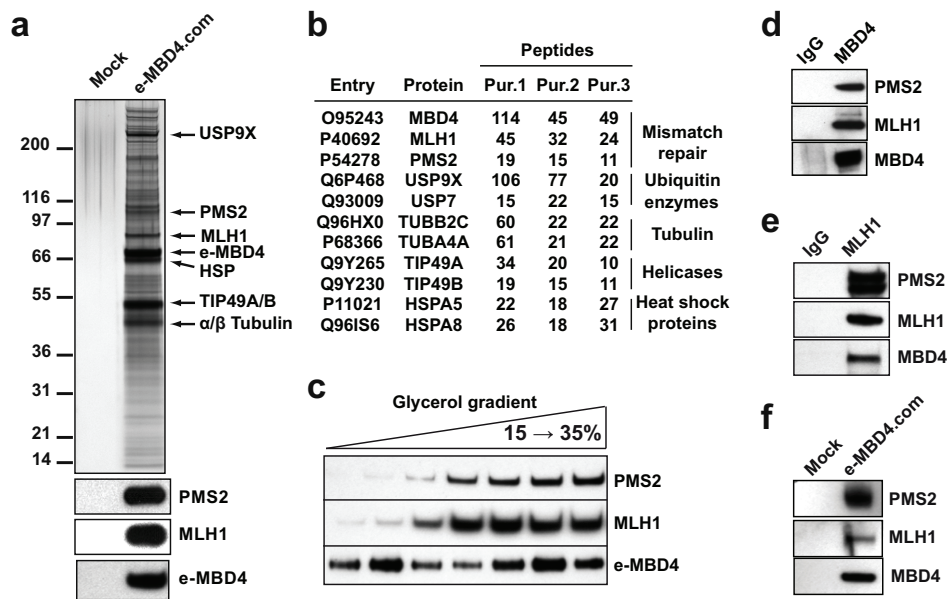 a
Mock
e-MBD4.com
200
116
97
66
55
36
31
21
14
USP9X
PMS2
MLH1
e-MBD4
HSP
TIP49A/B
α/β Tubulin
PMS2
MLH1
e-MBD4
b
Peptides
Entry Protein Pur.1 Pur.2 Pur.3
O95243 MBD4 114 45 49
P40692 MLH1 45 32 24
P54278 PMS2 19 15 11
Mismatch
repair
Q6P468 USP9X 106 77 20
Q93009 USP7 15 22 15
Ubiquitin
enzymes
Q96HX0 TUBB2C 60 22 22
P68366 TUBA4A 61 21 22
Tubulin
Q9Y265 TIP49A 34 20 10
Q9Y230 TIP49B 19 15 11
Helicases
P11021 HSPA5 22 18 27
Q96IS6 HSPA8 26 18 31
Heat shock
proteins
c
Glycerol gradient
15 → 35%
PMS2
MLH1
e-MBD4
d
IgG
MBD4
PMS2
MLH1
MBD4
e
IgG
MLH1
PMS2
MLH1
MBD4
f
Mock
e-MBD4.com
PMS2
MLH1
MBD4